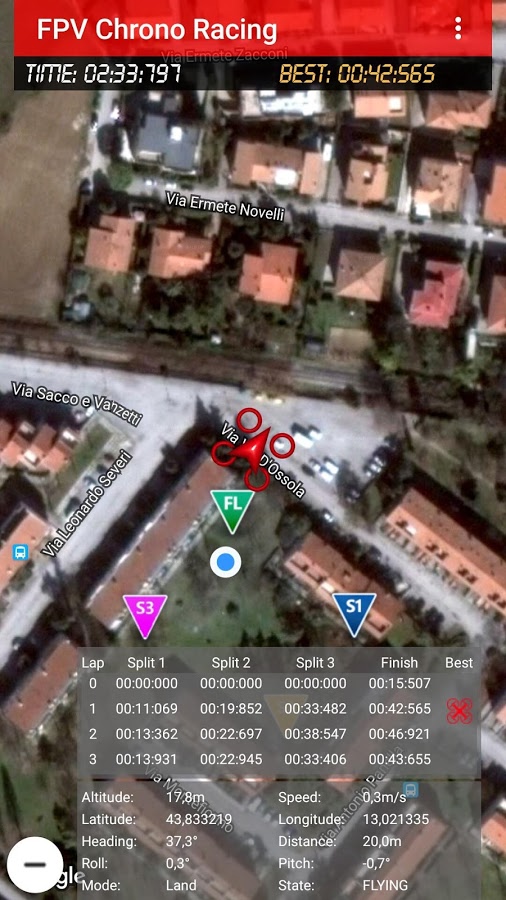 FPV Chrono Racing
Via Ermete Zacconi
TIME: 02:33:797 BEST: 00:42:565
Via Ermete Novelli
Via Sacco e Vanzetti
Via Leonardo Severi
D'Ossola
FL
S3
S1
Lap Split 1 Split 2 Split 3 Finish Best
0 00:00:000 00:00:000 00:00:000 00:15:507
1 00:11:069 00:19:852 00:33:482 00:42:565
2 00:13:362 00:22:697 00:38:547 00:46:921
3 00:13:931 00:22:945 00:33:406 00:43:655
Altitude: 17,8m Speed: 0,3m/s
Latitude: 43,833219 Longitude: 13,021335
Heading: 37,3° Distance: 20,0m
Roll: 0,3° Pitch: -0,7°
Mode: Land State: FLYING